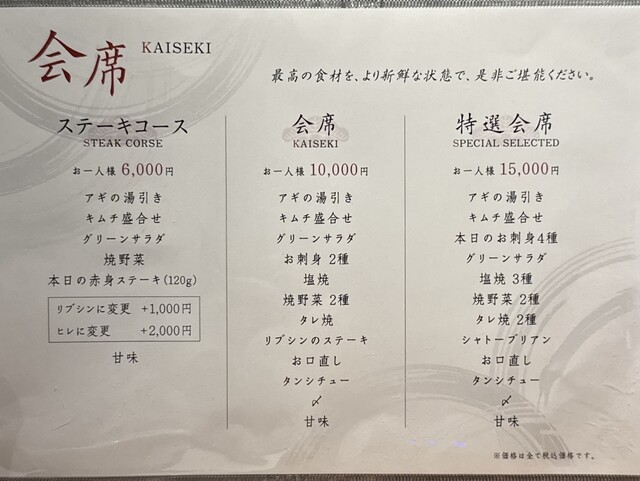 会席 KAISEKI
最高の食材を、より新鮮な状態で、是非ご堪能ください。
ステーキコース
STEAK CORSE
お一人様 6,000円
アギの湯引き
キムチ盛合せ
グリーンサラダ
焼野菜
本日の赤身ステーキ(120g)
リブシンに変更 +1,000円
ヒレに変更 +2,000円
甘味
会席
KAISEKI
お一人様 10,000円
アギの湯引き
キムチ盛合せ
グリーンサラダ
お刺身 2種
塩焼
焼野菜 2種
タレ焼
リブシンのステーキ
お口直し
タンシチュー
〆
甘味
特選会席
SPECIAL SELECTED
お一人様 15,000円
アギの湯引き
キムチ盛合せ
本日のお刺身4種
グリーンサラダ
塩焼 3種
焼野菜 2種
タレ焼 2種
シャトーブリアン
お口直し
タンシチュー
〆
甘味
※価格は全て税込価格です。